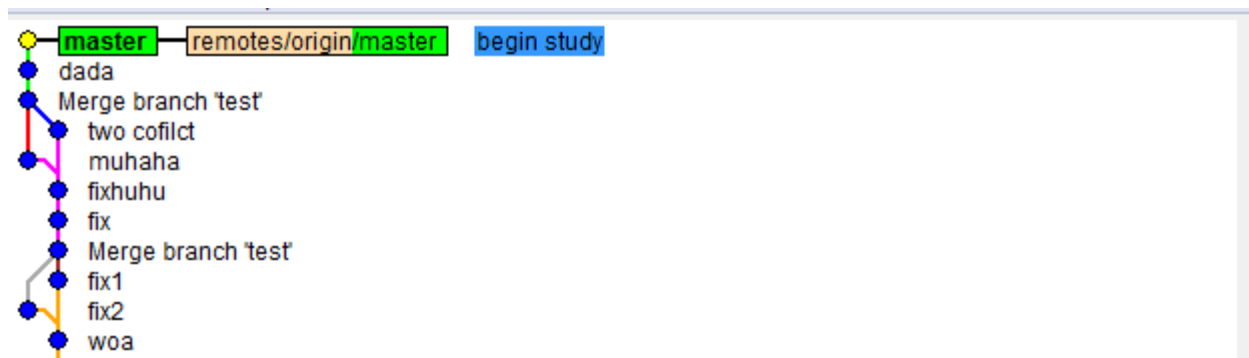 master remotes/origin/master begin study
dada
Merge branch 'test'
two cofilct
muhaha
fixhuhu
fix
Merge branch 'test'
fix1
fix2
woa